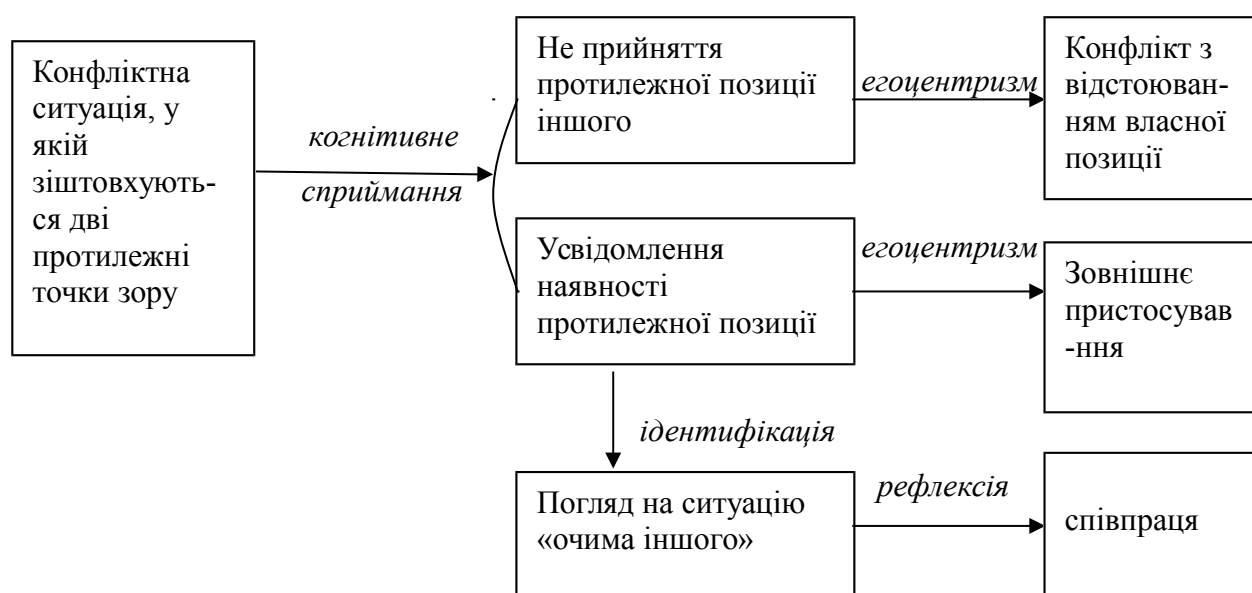 Конфліктна
ситуація, у
якій
зіштовхують-
ся дві
протилежні
точки зору
когнітивне
сприймання
Не прийняття
протилежної позиції
іншого
егоцентризм
Конфлікт з
відстоюван-
ням власної
позиції
Усвідомлення
наявності
протилежної позиції
егоцентризм
Зовнішнє
пристосував
-ння
ідентифікація
Погляд на ситуацію
«очима іншого»
рефлексія
співпраця